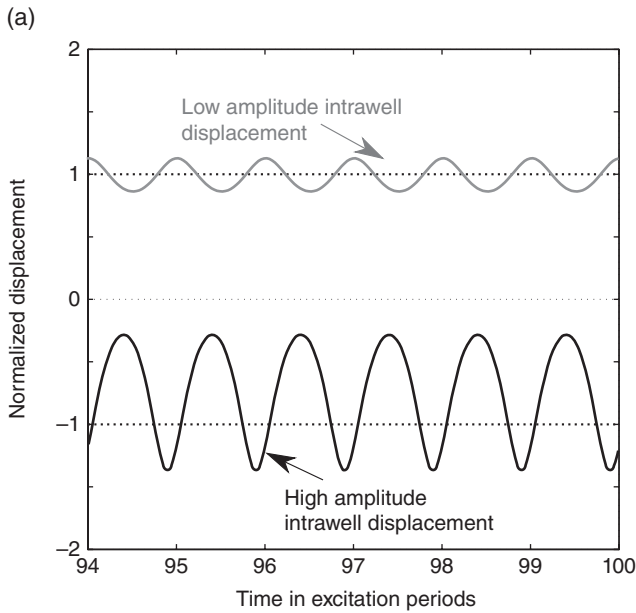 (a)
2
Low amplitude intrawell
displacement
1
Normalized displacement
0
−1
High amplitude
intrawell displacement
−2
94 95 96 97 98 99 100
Time in excitation periods